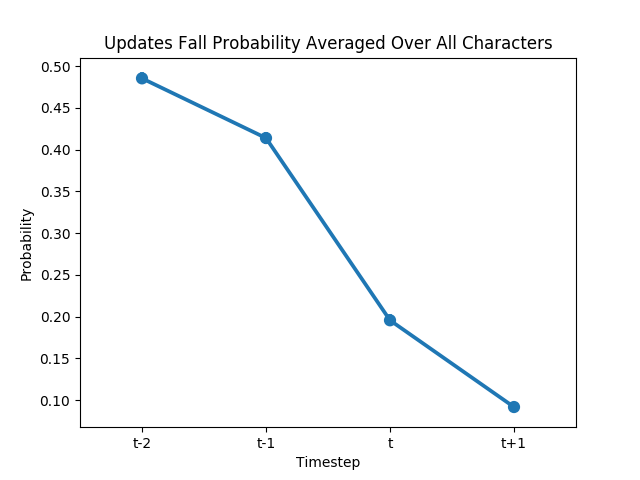 Updates Fall Probability Averaged Over All Characters
0.50
0.45
0.40
0.35
0.30
0.25
0.20
0.15
0.10
Probability
t-2 t-1 t t+1
Timestep